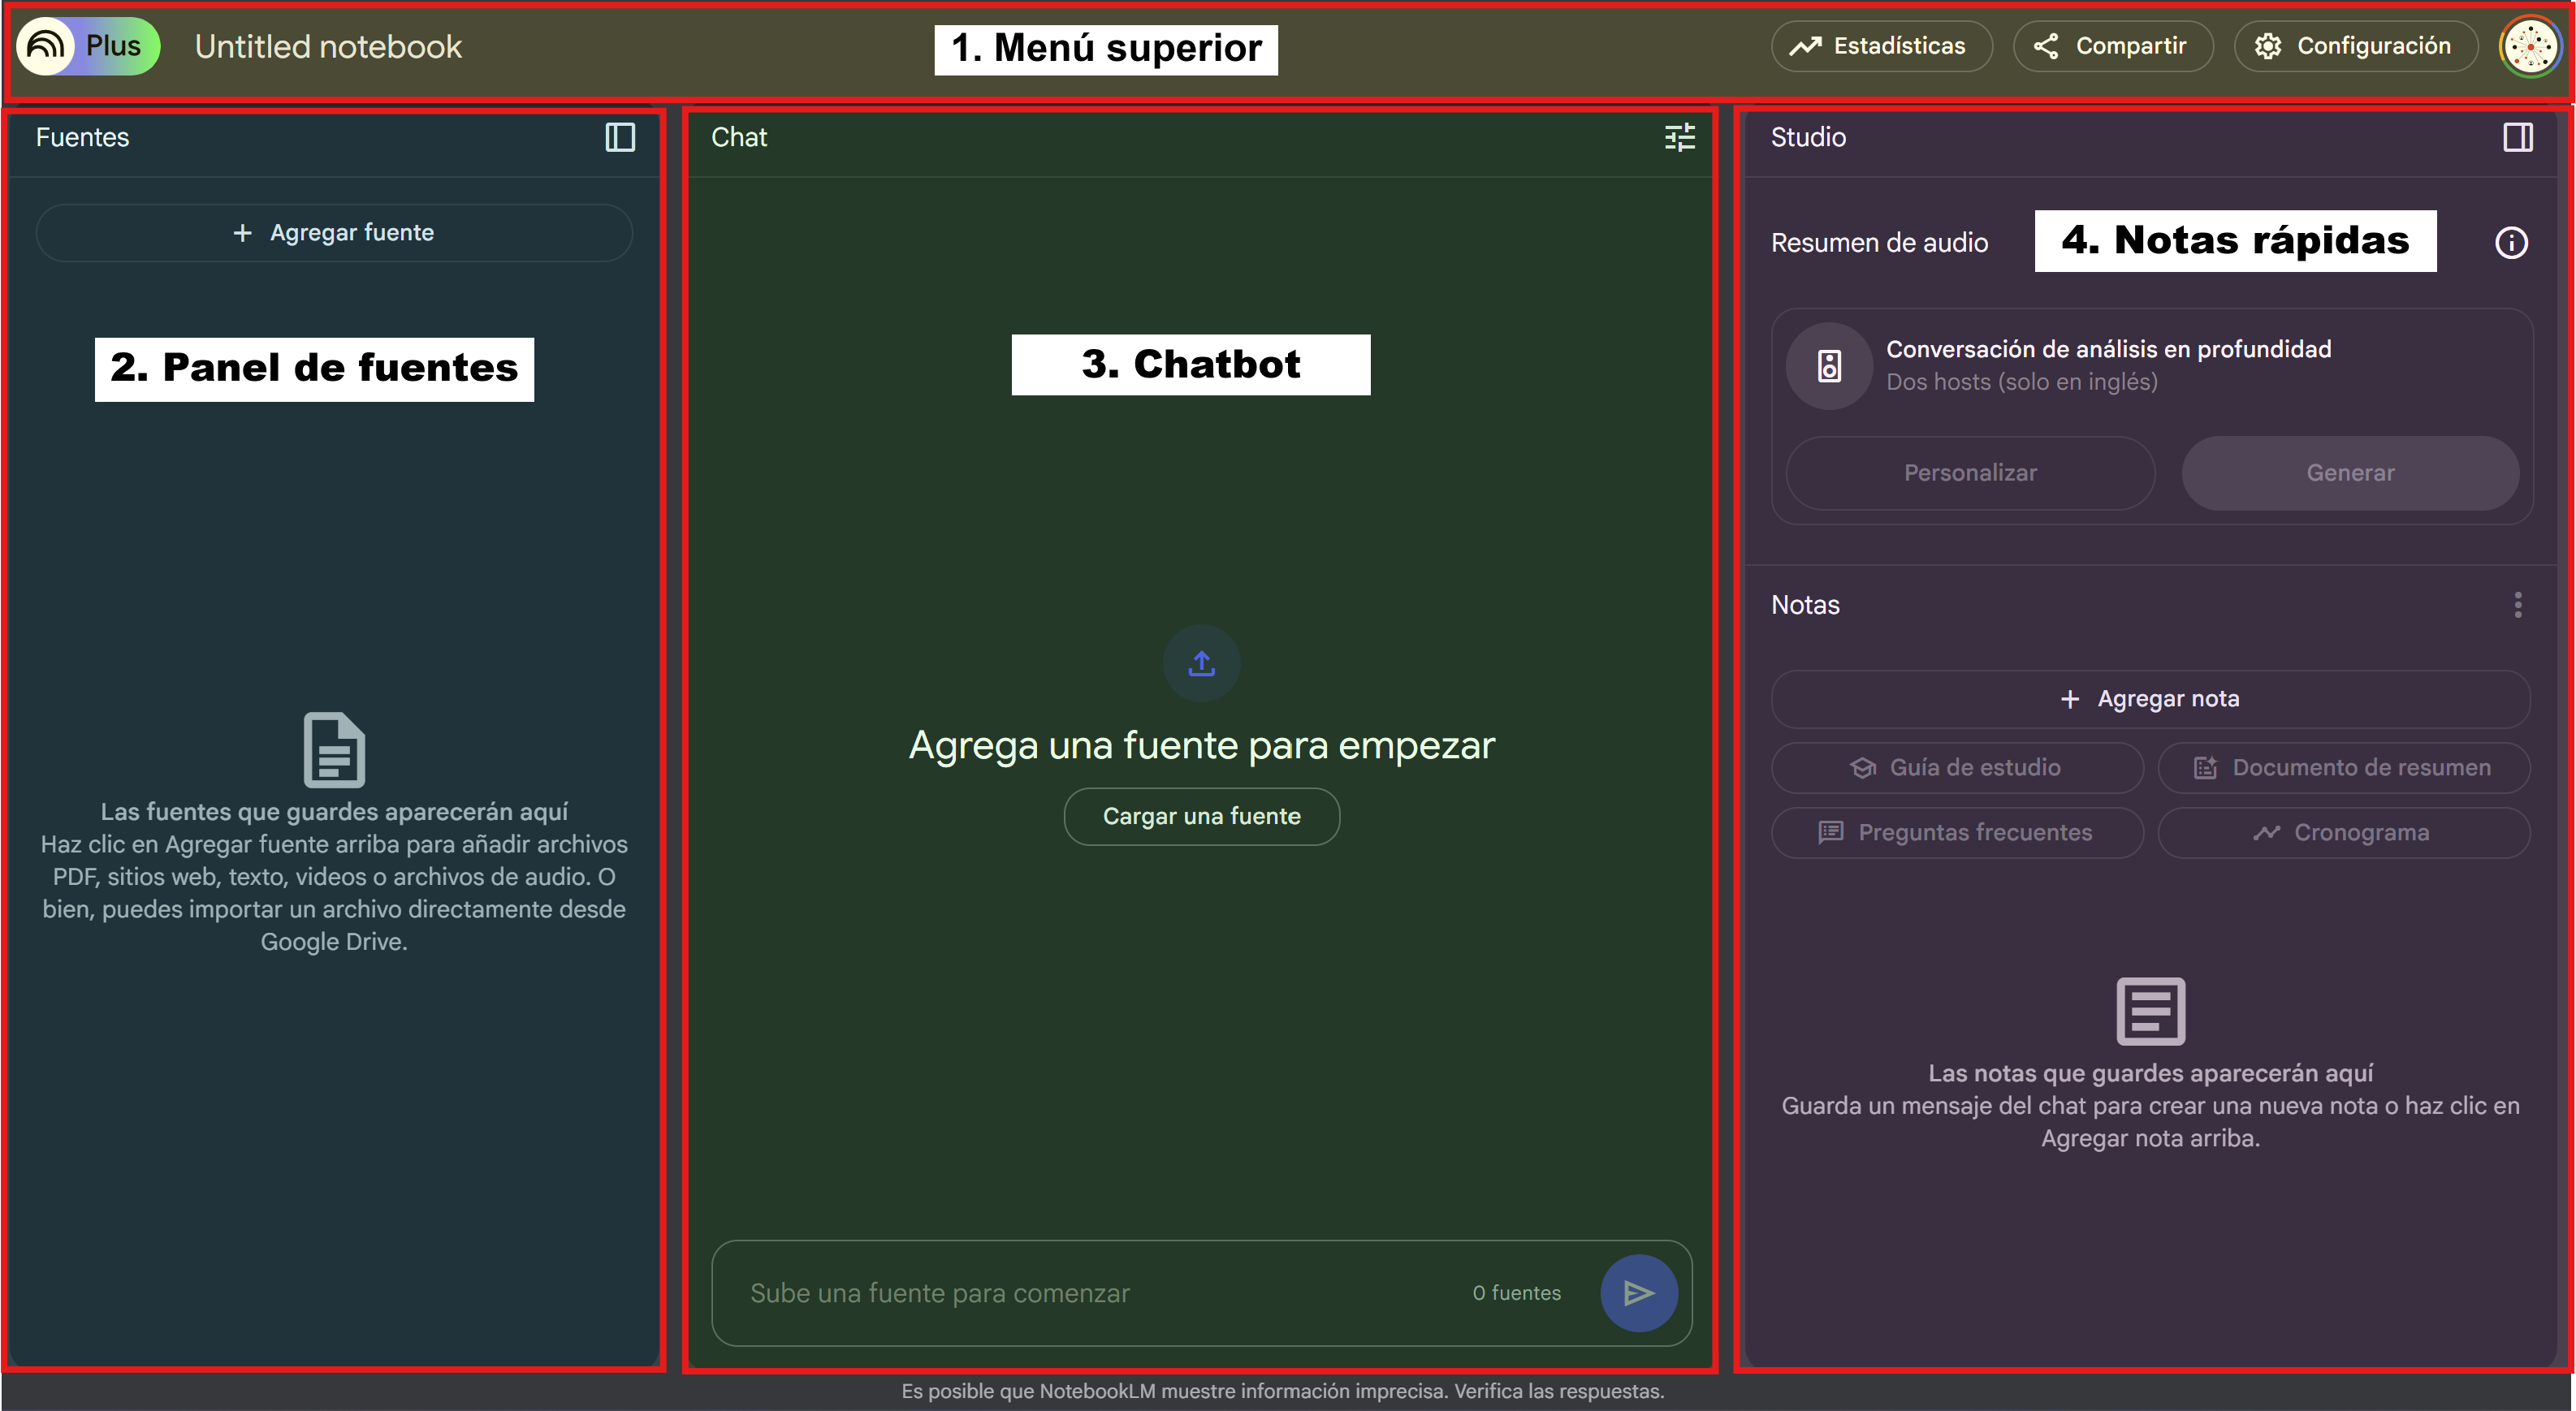 Plus
Untitled notebook
1. Menú superior
Estadísticas
Compartir
Configuración
Fuentes
Agregar fuente
2. Panel de fuentes
Las fuentes que guardes aparecerán aquí
Haz clic en Agregar fuente arriba para añadir archivos
PDF, sitios web, texto, videos o archivos de audio. O
bien, puedes importar un archivo directamente desde
Google Drive.
Chat
3. Chatbot
Agrega una fuente para empezar
Cargar una fuente
Sube una fuente para comenzar
0 fuentes
Studio
Resumen de audio
4. Notas rápidas
Conversación de análisis en profundidad
Dos hosts (solo en inglés)
Personalizar
Generar
Notas
Agregar nota
Guía de estudio
Documento de resumen
Preguntas frecuentes
Cronograma
Las notas que guardes aparecerán aquí
Guarda un mensaje del chat para crear una nueva nota o haz clic en
Agregar nota arriba.
Es posible que NotebookLM muestre información imprecisa. Verifica las respuestas.